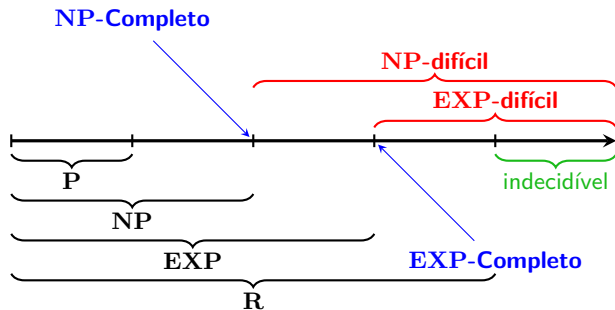 NP-Completo
NP-difícil
EXP-difícil
P
indecidível
NP
EXP
EXP-Completo
R